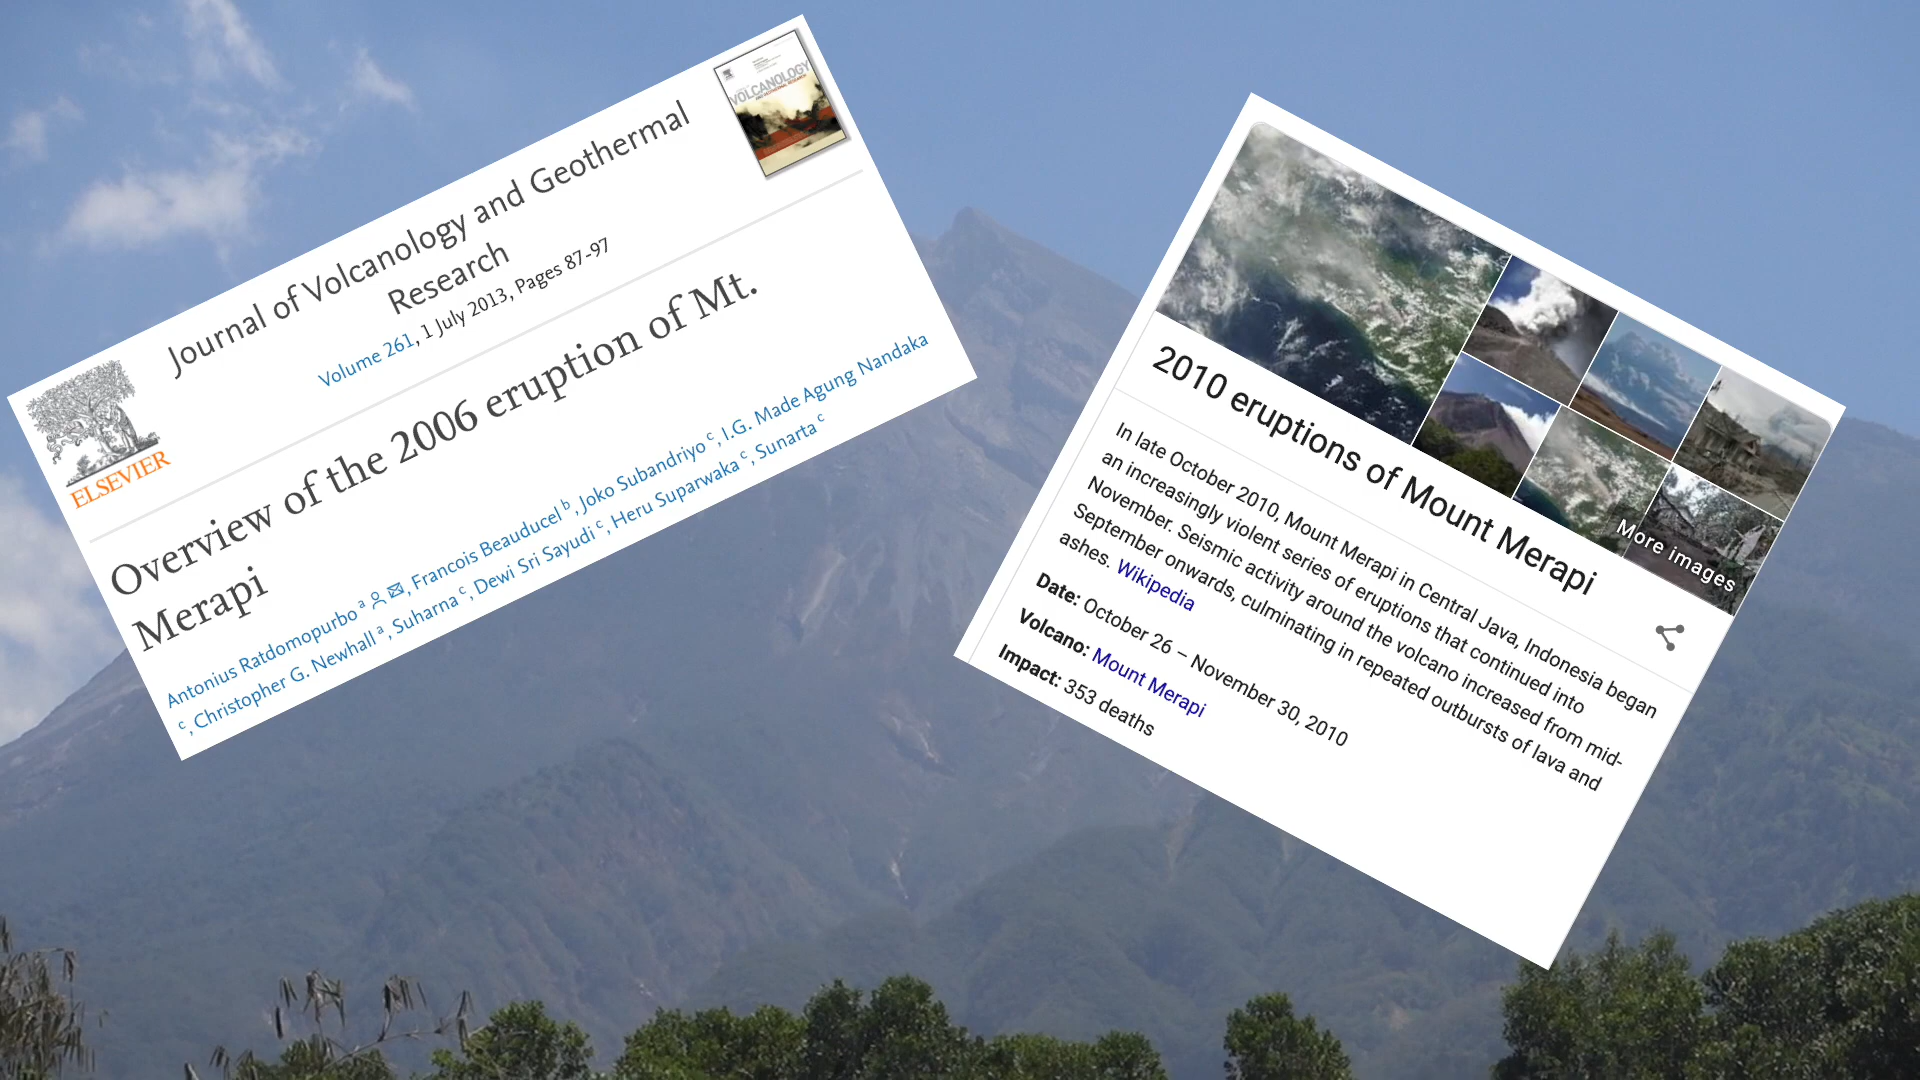 VOLCANOLOGY
Journal of Volcanology and Geothermal
Research
Volume 261, 1 July 2013, Pages 87-97
ELSEVIER
Overview of the 2006 eruption of Mt.
Merapi
Antonius Ratdomopurbo a, Francois Beauducel b, Joko Subandriyo c, I.G. Made Agung Nandaka
c, Christopher G. Newhall a, Suharna c, Dewi Sri Sayudi c, Heru Suparwaka c, Sunarta c
More images
2010 eruptions of Mount Merapi
In late October 2010, Mount Merapi in Central Java, Indonesia began
an increasingly violent series of eruptions that continued into
November. Seismic activity around the volcano increased from mid-
September onwards, culminating in repeated outbursts of lava and
ashes. Wikipedia
Date: October 26 – November 30, 2010
Volcano: Mount Merapi
Impact: 353 deaths